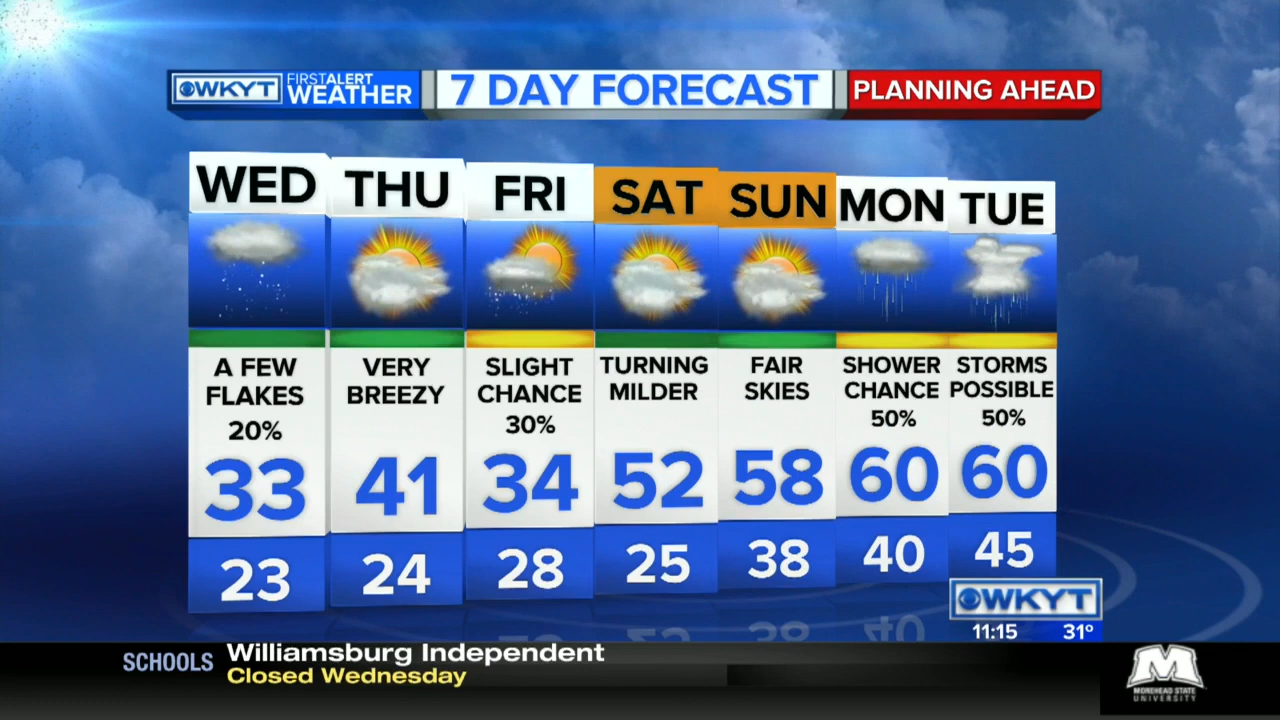 WKYT FIRST ALERT WEATHER 7 DAY FORECAST PLANNING AHEAD
WED THU FRI SAT SUN MON TUE
A FEW FLAKES 20%
33
23
VERY BREEZY
41
24
SLIGHT CHANCE 30%
34
28
TURNING MILDER
52
25
FAIR SKIES
58
38
SHOWER CHANCE 50%
60
40
STORMS POSSIBLE 50%
60
45
WKYT
11:15 31°
SCHOOLS Williamsburg Independent
Closed Wednesday
M
MOREHEAD STATE
UNIVERSITY